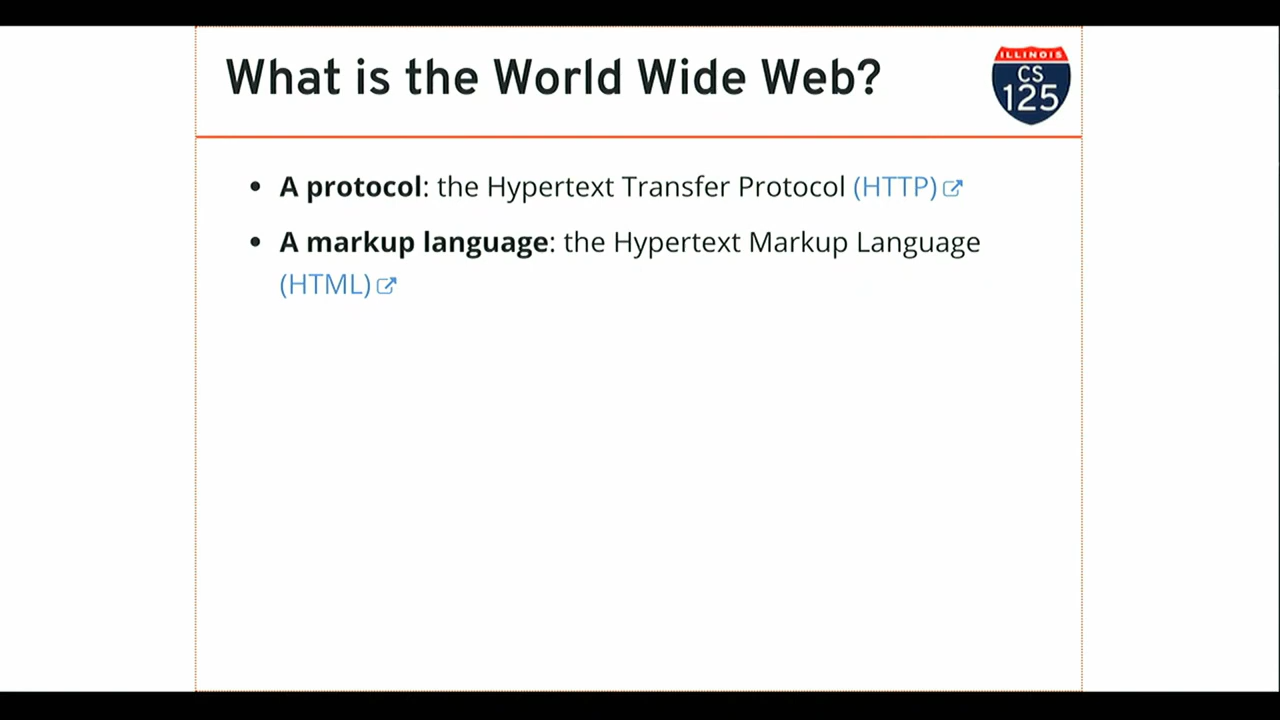 What is the World Wide Web?
ILLINOIS
CS
125
• A protocol: the Hypertext Transfer Protocol (HTTP)
• A markup language: the Hypertext Markup Language
(HTML)